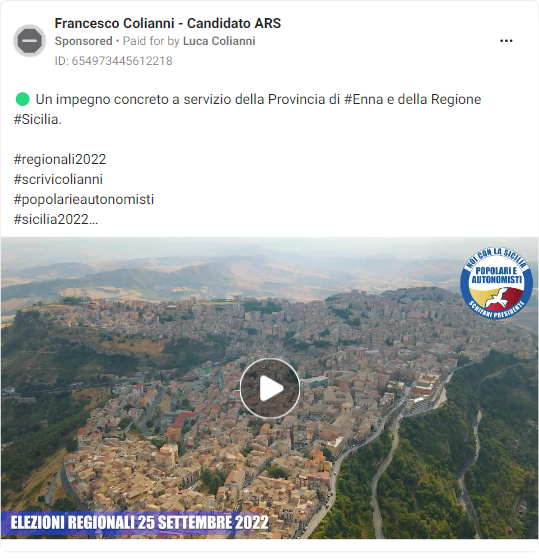 Francesco Colianni - Candidato ARS
Sponsored • Paid for by Luca Colianni
ID: 654973445612218
Un impegno concreto a servizio della Provincia di #Enna e della Regione
#Sicilia.
#regionali2022
#scrivicolianni
#popolarieautonomisti
#sicilia2022...
NOI CON LA SICILIA
POPOLARI E
AUTONOMISTI
SCHIFANI PRESIDENTE
ELEZIONI REGIONALI 25 SETTEMBRE 2022